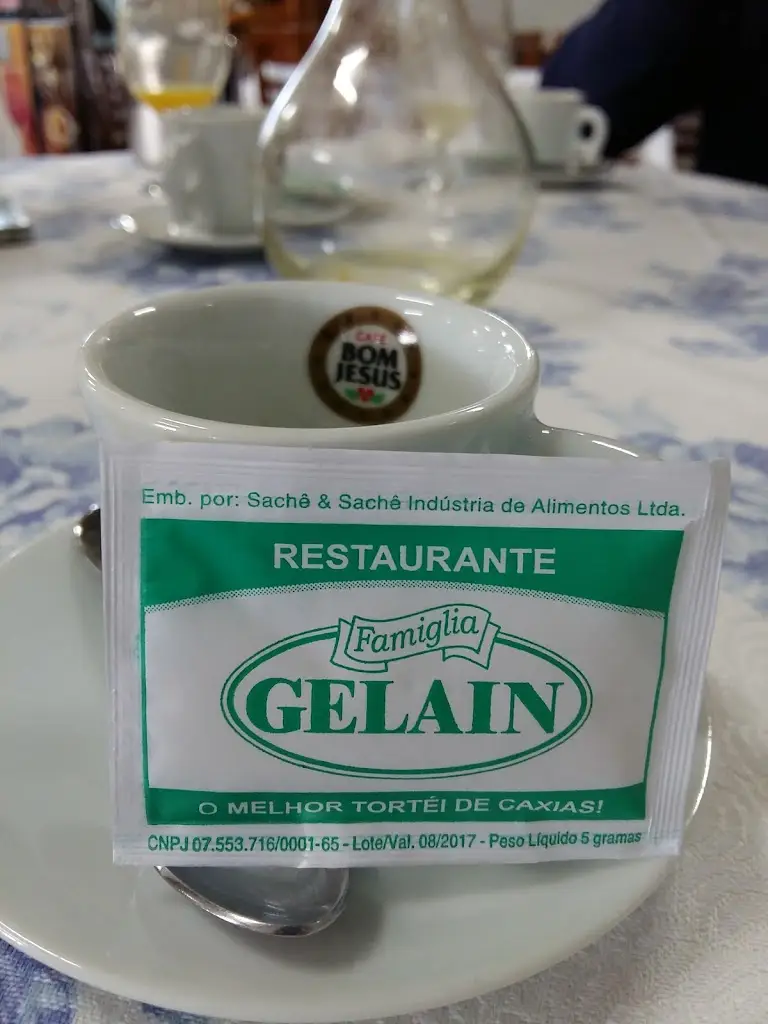 CAFÉ
BOM
JESUS
Emb. por: Sachê & Sachê Indústria de Alimentos Ltda.
RESTAURANTE
Famiglia
GELAIN
O MELHOR TORTÉI DE CAXIAS!
CNPJ 07.553.716/0001-65 - Lote/Val. 08/2017 - Peso Líquido 5 gramas